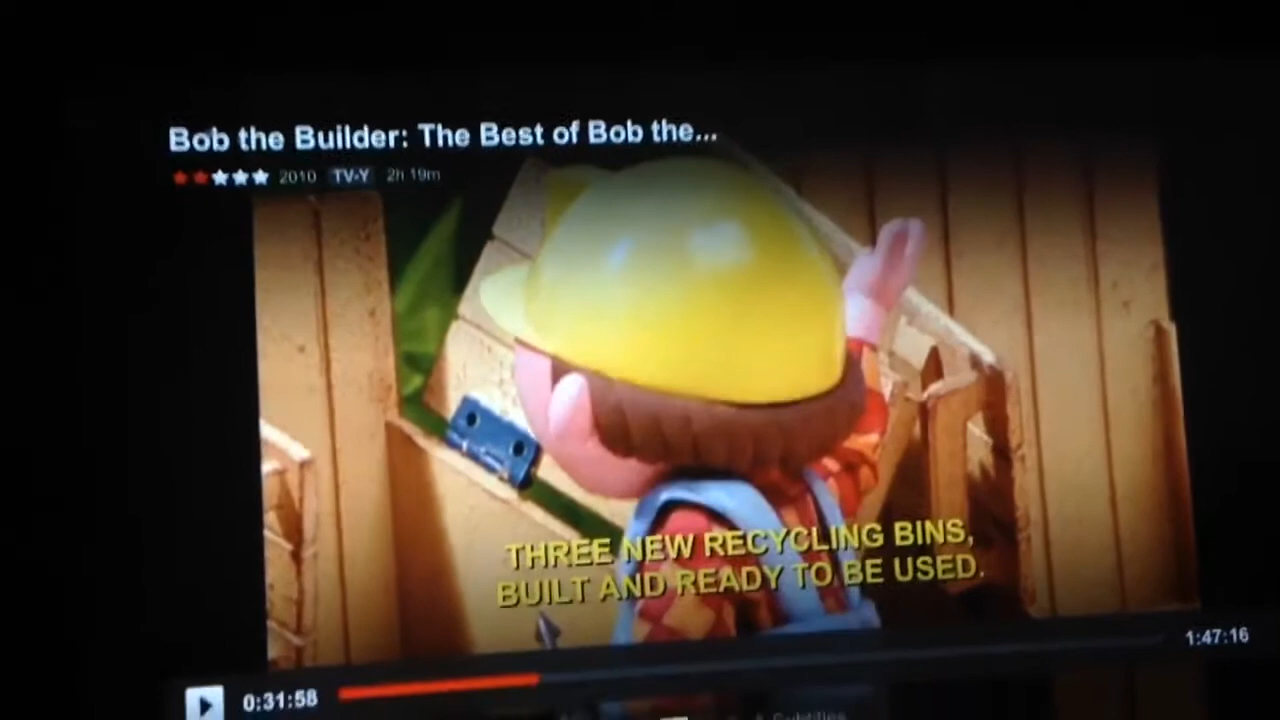 Bob the Builder: The Best of Bob the...
2010 TV-Y 2h 19m
THREE NEW RECYCLING BINS,
BUILT AND READY TO BE USED.
1:47:16
0:31:58
Subtitles